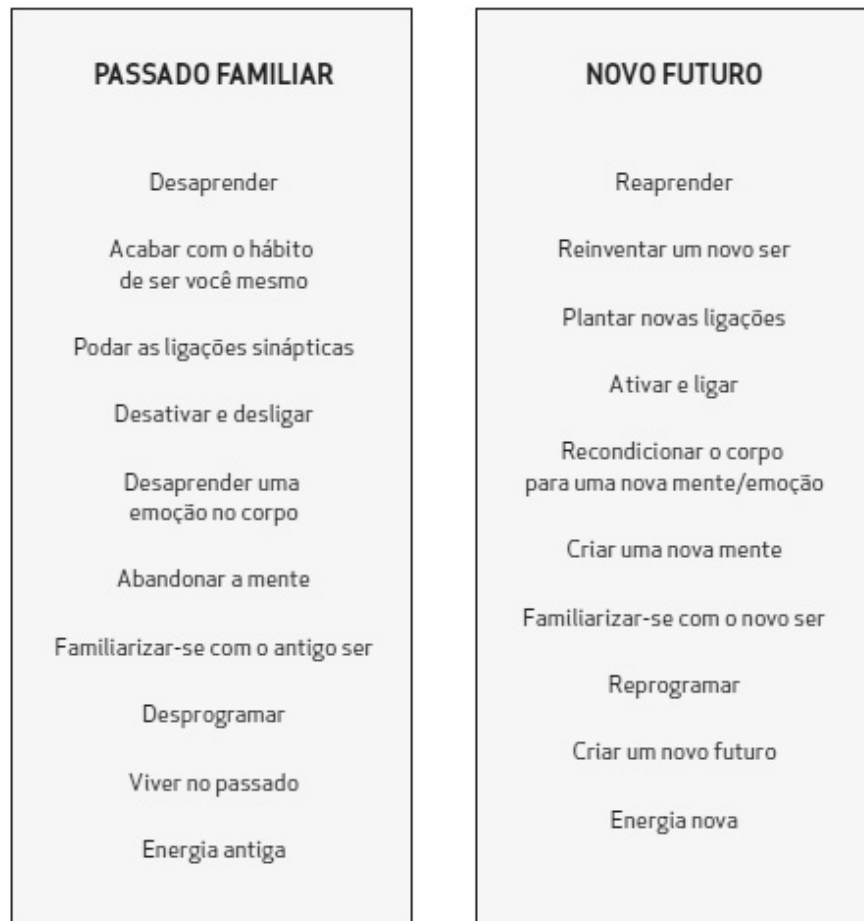 PASSADO FAMILIAR
Desaprender
Acabar com o hábito
de ser você mesmo
Podar as ligações sinápticas
Desativar e desligar
Desaprender uma
emoção no corpo
Abandonar a mente
Familiarizar-se com o antigo ser
Desprogramar
Viver no passado
Energia antiga
NOVO FUTURO
Reaprender
Reinventar um novo ser
Plantar novas ligações
Ativar e ligar
Recondicionar o corpo
para uma nova mente/emoção
Criar uma nova mente
Familiarizar-se com o novo ser
Reprogramar
Criar um novo futuro
Energia nova